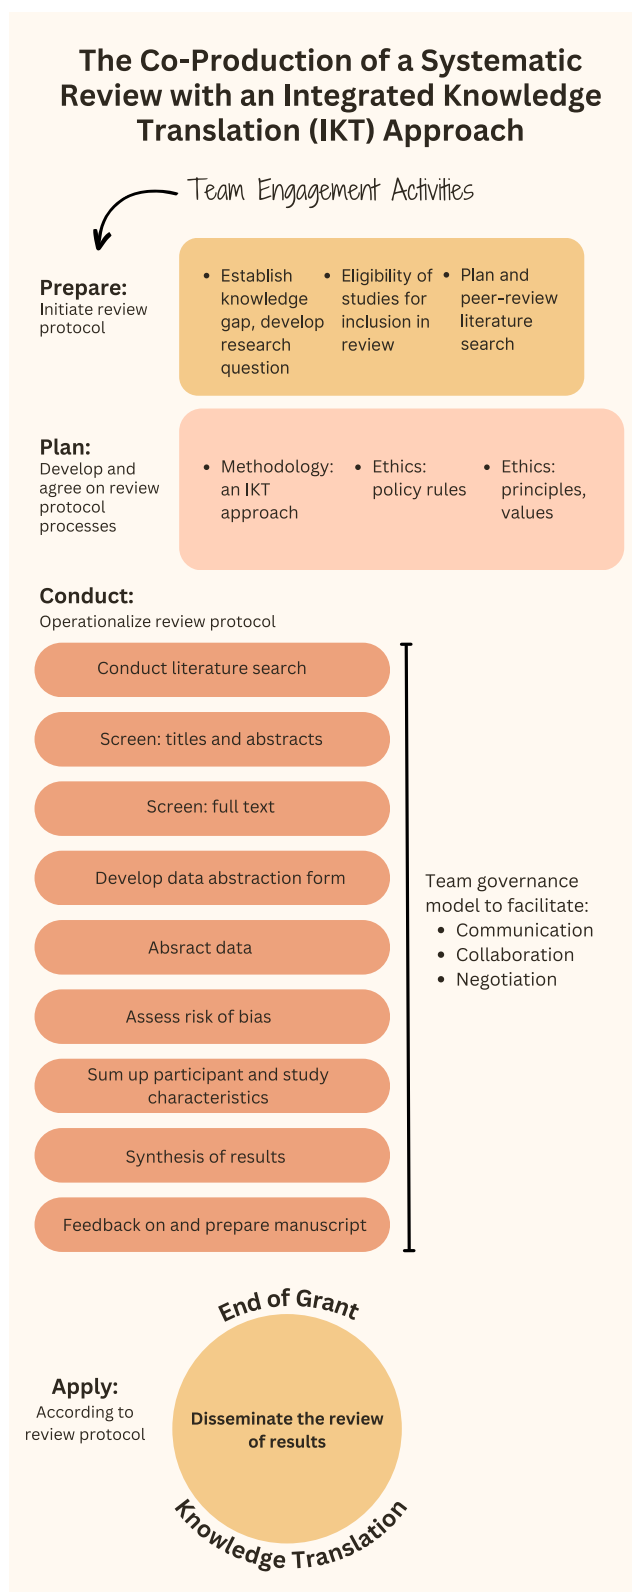 The Co-Production of a Systematic
Review with an Integrated Knowledge
Translation (IKT) Approach
Team Engagement Activities
Prepare:
Initiate review
protocol
• Establish
knowledge
gap, develop
research
question
• Eligibility of
studies for
inclusion in
review
• Plan and
peer-review
literature
search
Plan:
Develop and
agree on review
protocol
processes
• Methodology:
an IKT
approach
• Ethics:
policy rules
• Ethics:
principles,
values
Conduct:
Operationalize review protocol
Conduct literature search
Screen: titles and abstracts
Screen: full text
Develop data abstraction form
Absract data
Assess risk of bias
Sum up participant and study
characteristics
Synthesis of results
Feedback on and prepare manuscript
Team governance
model to facilitate:
• Communication
• Collaboration
• Negotiation
Apply:
According to
review protocol
End of Grant
Disseminate the review
of results
Knowledge Translation